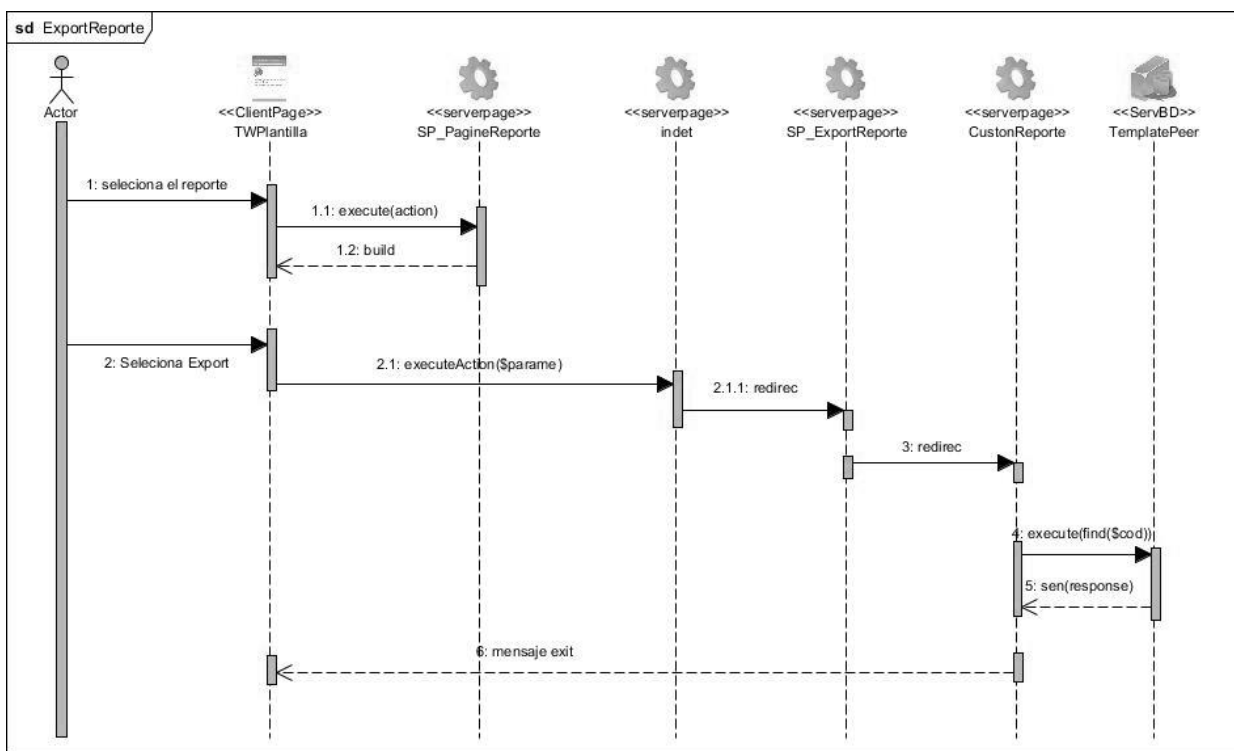 sd ExportReporte
Actor
<<ClientPage>>
TWPlantilla
<<serverpage>>
SP_PagineReporte
<<serverpage>>
indet
<<serverpage>>
SP_ExportReporte
<<serverpage>>
CustonReporte
<<ServBD>>
TemplatePeer
1: seleciona el reporte
1.1: execute(action)
1.2: build
2: Seleciona Export
2.1: executeAction($parame)
2.1.1: redirec
3: redirec
4: execute(find($cod))
5: sen(response)
6: mensaje exit